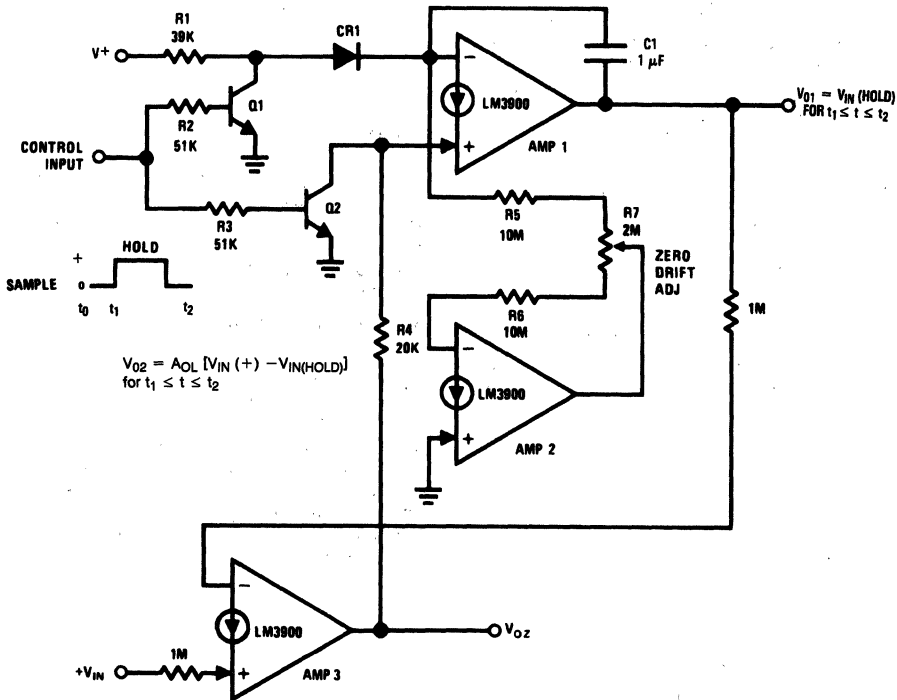 R1
39K
CR1
C1
1 μF
V+
−
LM3900
+
AMP 1
V01 = VIN (HOLD)
FOR t1 ≤ t ≤ t2
R2
51K
Q1
CONTROL
INPUT
R3
51K
Q2
R5
10M
R7
2M
ZERO
DRIFT
ADJ
+
HOLD
SAMPLE
o
t0
t1
t2
R6
10M
1M
R4
20K
V02 = AOL [VIN (+) −VIN(HOLD)]
for t1 ≤ t ≤ t2
−
LM3900
+
AMP 2
−
LM3900
VOZ
+VIN
1M
+
AMP 3